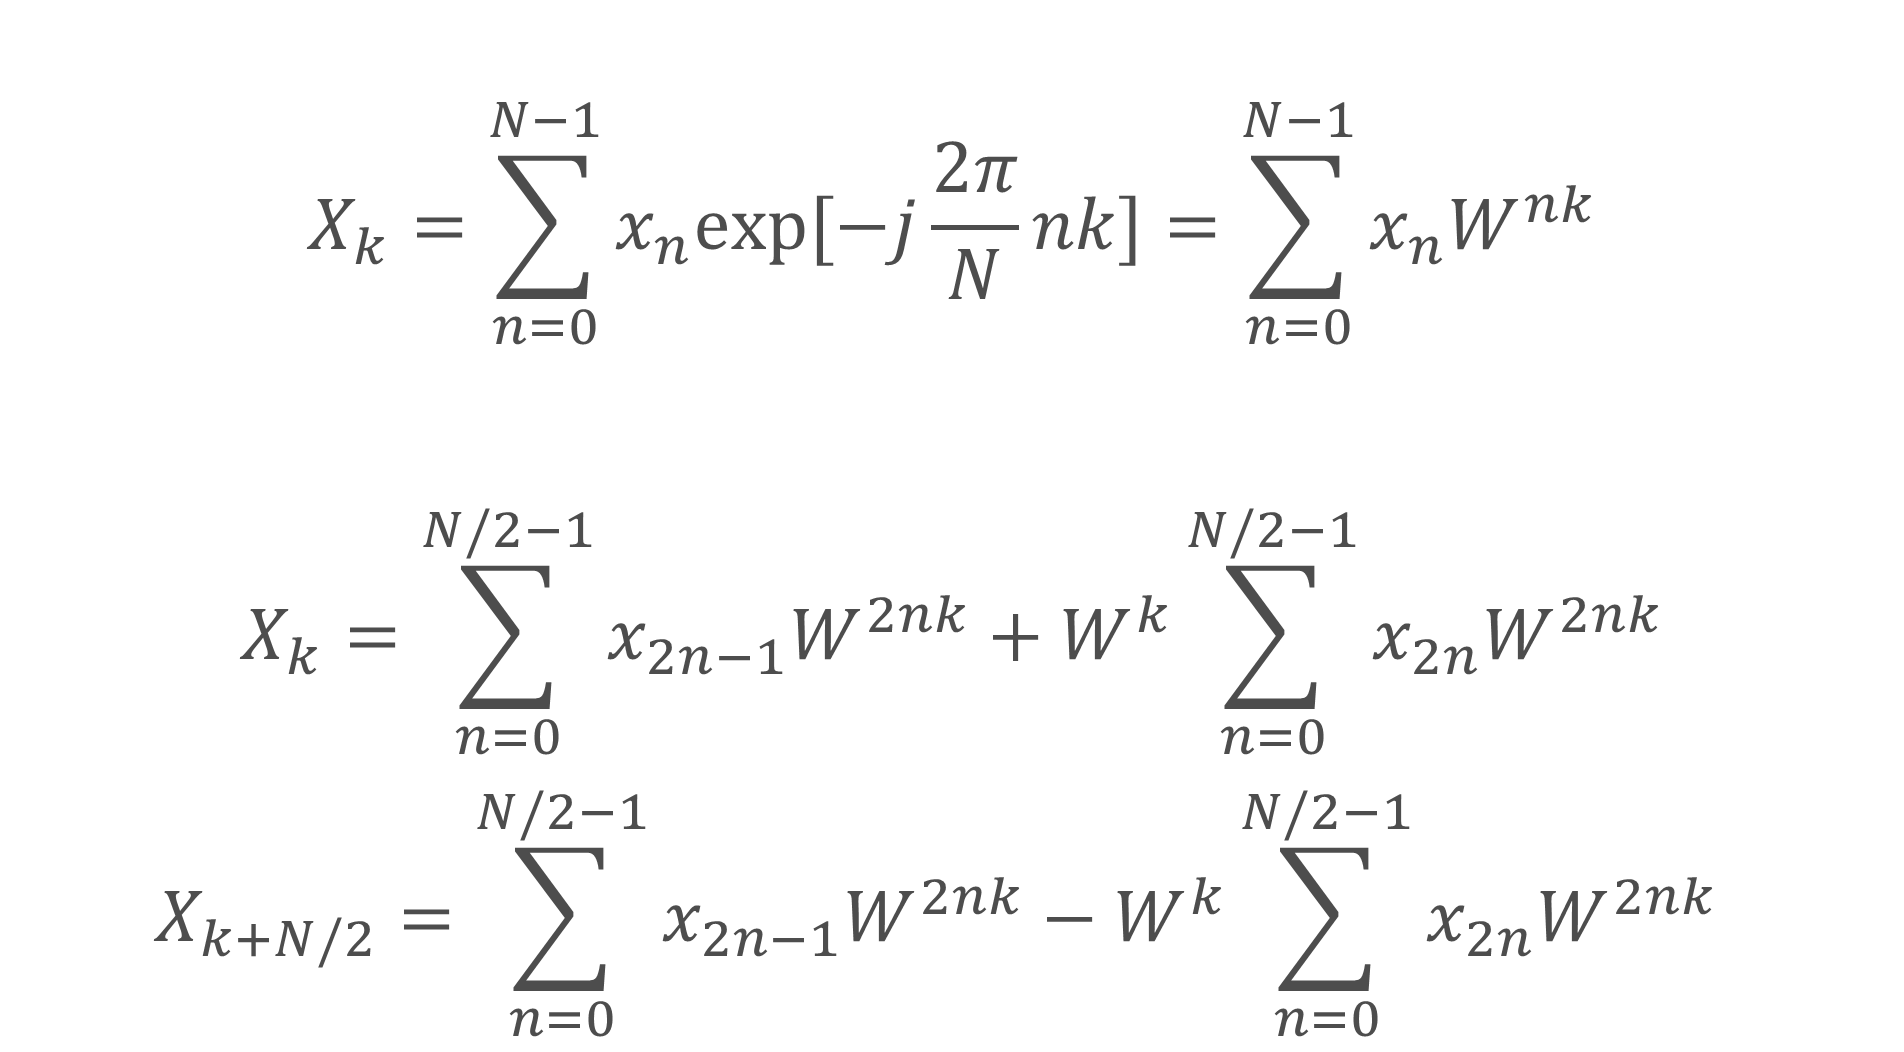 X_k = \sum_{n=0}^{N-1} x_n \exp[-j \frac{2\pi}{N} nk] = \sum_{n=0}^{N-1} x_n W^{nk}
X_k = \sum_{n=0}^{N/2-1} x_{2n-1} W^{2nk} + W^k \sum_{n=0}^{N/2-1} x_{2n} W^{2nk}
X_{k+N/2} = \sum_{n=0}^{N/2-1} x_{2n-1} W^{2nk} - W^k \sum_{n=0}^{N/2-1} x_{2n} W^{2nk}